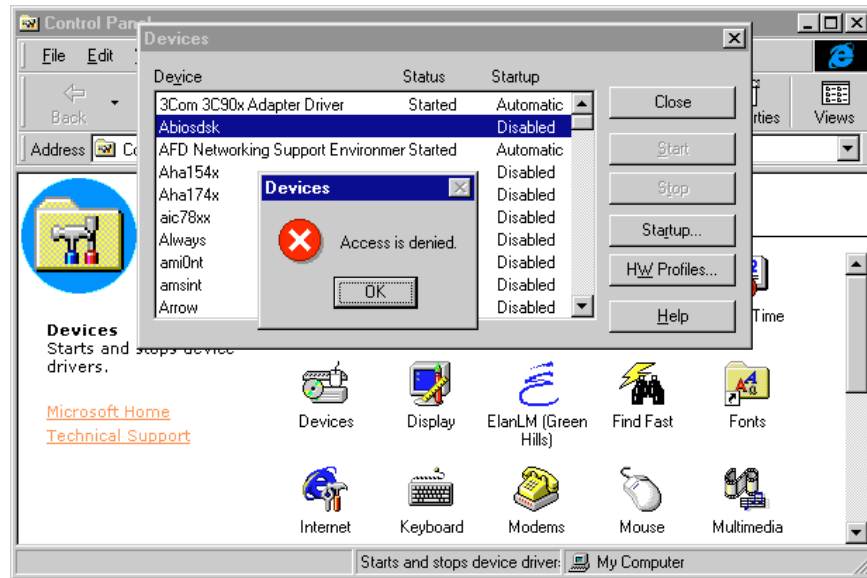 Control Pan
File Edit
Back
rties
Views
Address Co
Devices
Device Status Startup
3Com 3C90x Adapter Driver Started Automatic
Abiosdsk Disabled
AFD Networking Support Environmer Started Automatic
Aha154x Disabled
Aha174x Disabled
aic78xx Disabled
Always Disabled
ami0nt Disabled
amsint Disabled
Arrow Disabled
Close
Start
Stop
Startup...
HW Profiles...
Help
Devices
Access is denied.
OK
Devices
Starts and stops device
drivers.
Microsoft Home
Technical Support
Time
Devices
Display
ElanLM (Green
Hills)
Find Fast
Fonts
Internet
Keyboard
Modems
Mouse
Multimedia
Starts and stops device driver: My Computer